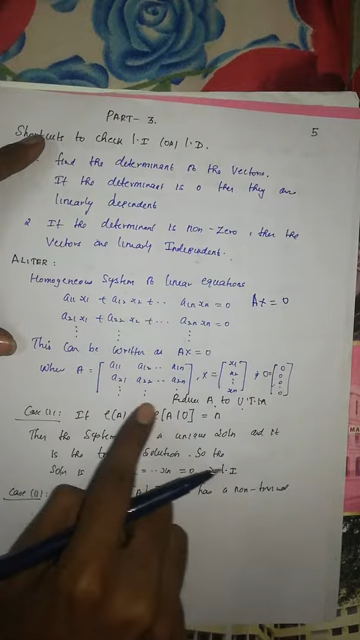 PART- 3.
5
Shortcuts to check l.I (OR) l.D.
find the determinant of the vectors.
If the determinant is 0 then they are
linearly dependent
2 If the determinant is non-zero, then the
vectors are linearly Independent.
ALITER:
Homogeneous System of linear equations
a11 x1 + a12 x2 +... a1n xn = 0 Ax = 0
a21 x1 + a22 x2 +... a2n xn = 0
⋮ ⋮ ⋮
This can be written as Ax = 0
Where A = [a11 a12 ... a1n , x = [x1 0 = [0
a21 a22 ... a2n x2 0
⋮ ⋮ ⋮ xn] 0]
Reduce A to U.T.M
Case (i): If ρ(A) ρ[A|0] = n
Then the System a unique soln and it
is the solution. So the
Soln is = ... xn = 0 l.I
Case (ii): has a non-trivial